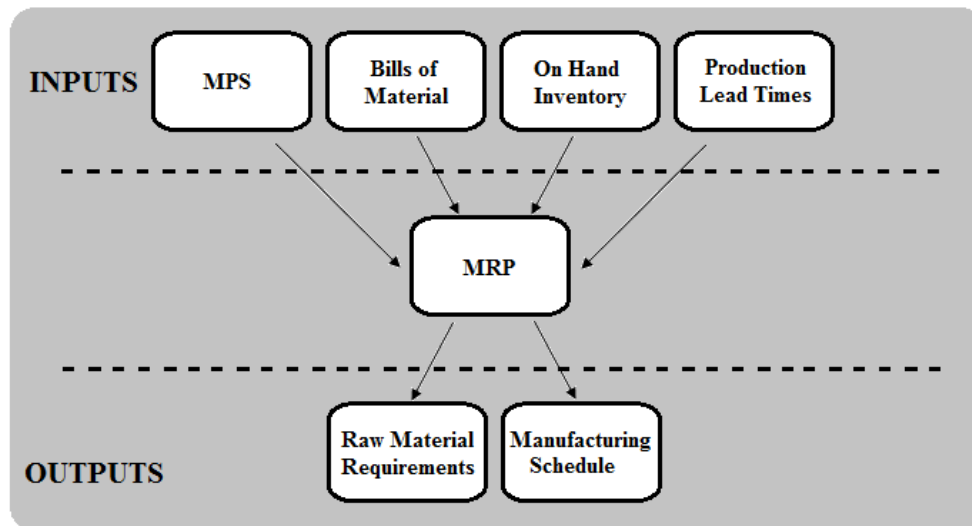 INPUTS
MPS
Bills of
Material
On Hand
Inventory
Production
Lead Times
MRP
Raw Material
Requirements
Manufacturing
Schedule
OUTPUTS